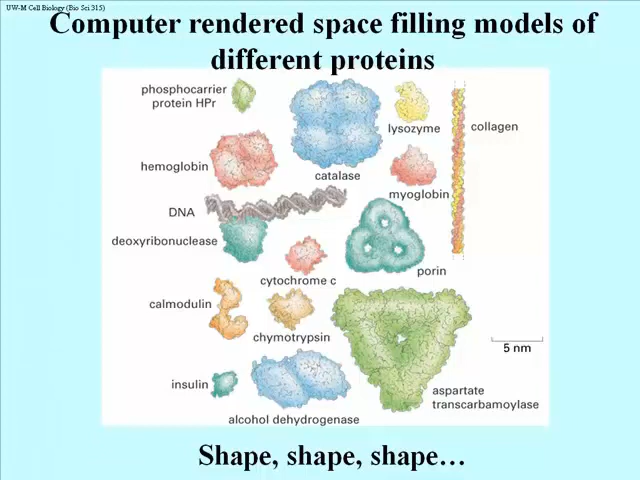 UW-M Cell Biology (Bio Sci 315)
Computer rendered space filling models of
different proteins
phosphocarrier
protein HPr
lysozyme
collagen
hemoglobin
catalase
myoglobin
DNA
deoxyribonuclease
porin
cytochrome c
calmodulin
chymotrypsin
5 nm
insulin
aspartate
transcarbamoylase
alcohol dehydrogenase
Shape, shape, shape…